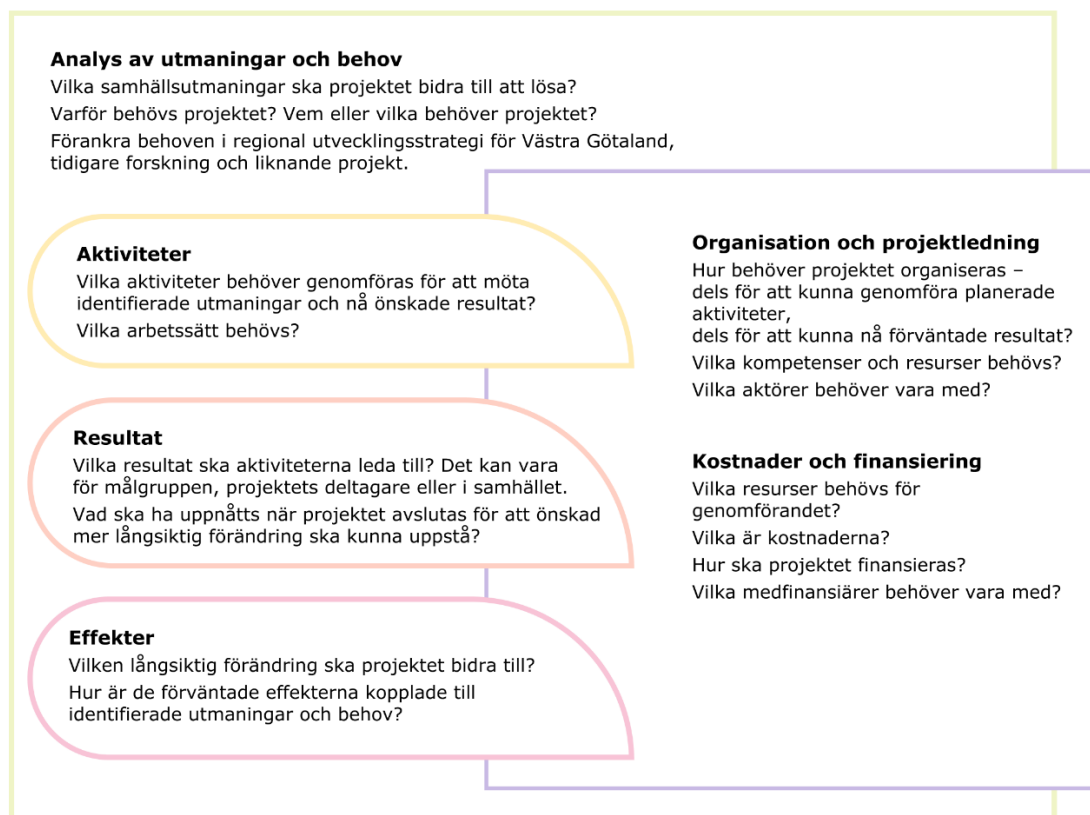 Analys av utmaningar och behov
Vilka samhällsutmaningar ska projektet bidra till att lösa?
Varför behövs projektet? Vem eller vilka behöver projektet?
Förankra behoven i regional utvecklingsstrategi för Västra Götaland,
tidigare forskning och liknande projekt.
Aktiviteter
Vilka aktiviteter behöver genomföras för att möta
identifierade utmaningar och nå önskade resultat?
Vilka arbetssätt behövs?
Resultat
Vilka resultat ska aktiviteterna leda till? Det kan vara
för målgruppen, projektets deltagare eller i samhället.
Vad ska ha uppnåtts när projektet avslutas för att önskad
mer långsiktig förändring ska kunna uppstå?
Effekter
Vilken långsiktig förändring ska projektet bidra till?
Hur är de förväntade effekterna kopplade till
identifierade utmaningar och behov?
Organisation och projektledning
Hur behöver projektet organiseras –
dels för att kunna genomföra planerade
aktiviteter,
dels för att kunna nå förväntade resultat?
Vilka kompetenser och resurser behövs?
Vilka aktörer behöver vara med?
Kostnader och finansiering
Vilka resurser behövs för
genomförandet?
Vilka är kostnaderna?
Hur ska projektet finansieras?
Vilka medfinansiärer behöver vara med?